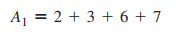 A₁ = 2 + 3 + 6 + 7